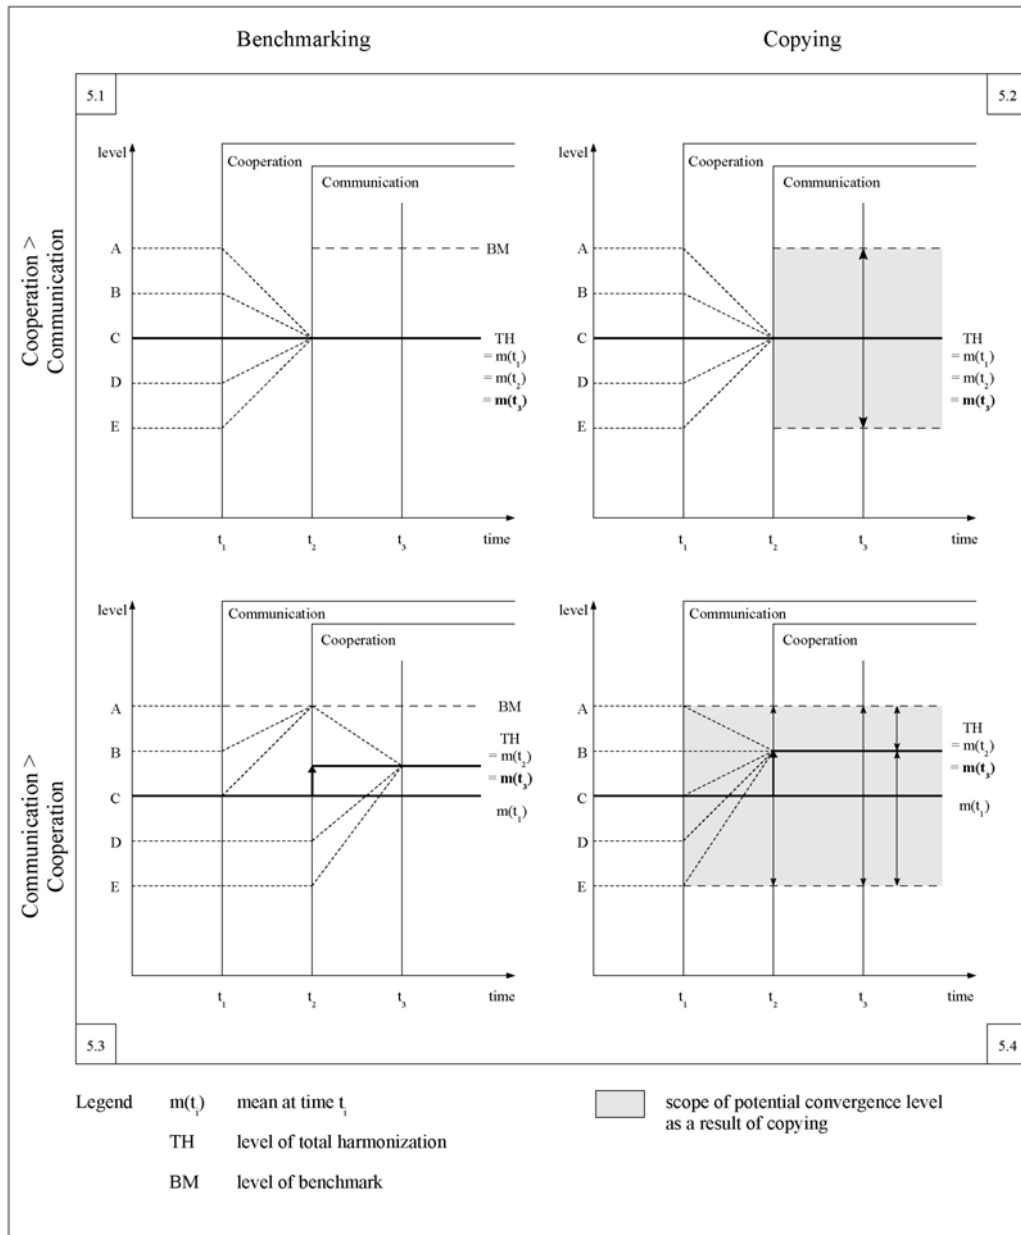 Benchmarking
Copying
Cooperation >
Communication
5.1
level
Cooperation
Communication
A
BM
B
C
TH
= m(t₁)
= m(t₂)
D
= m(t₃)
E
t₁
t₂
t₃
time
5.2
level
Cooperation
Communication
A
B
C
TH
= m(t₁)
= m(t₂)
D
= m(t₃)
E
t₁
t₂
t₃
time
Communication >
Cooperation
level
Communication
Cooperation
A
BM
TH
B
= m(t₂)
= m(t₃)
C
m(t₁)
D
E
t₁
t₂
t₃
time
5.3
level
Communication
Cooperation
A
TH
B
= m(t₂)
= m(t₃)
C
m(t₁)
D
E
t₁
t₂
t₃
time
5.4
Legend
m(tᵢ)
mean at time tᵢ
TH
level of total harmonization
BM
level of benchmark
scope of potential convergence level
as a result of copying